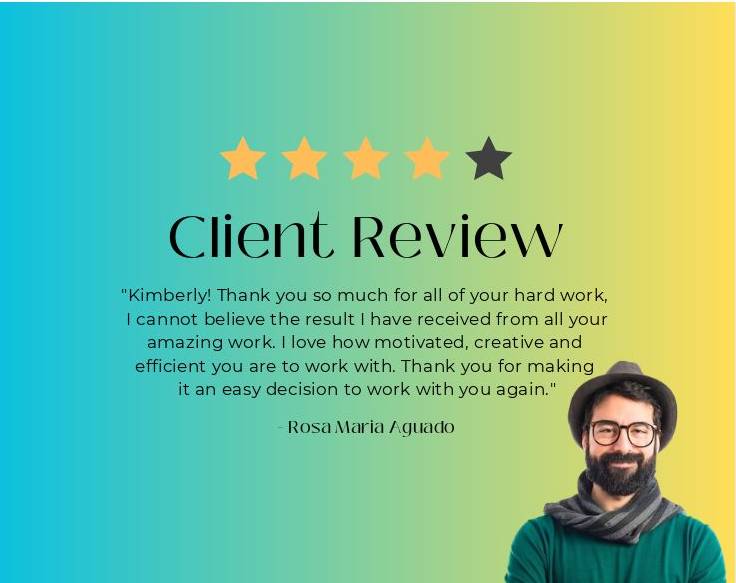 Client Review
"Kimberly! Thank you so much for all of your hard work,
I cannot believe the result I have received from all your
amazing work. I love how motivated, creative and
efficient you are to work with. Thank you for making
it an easy decision to work with you again."
- Rosa Maria Aguado